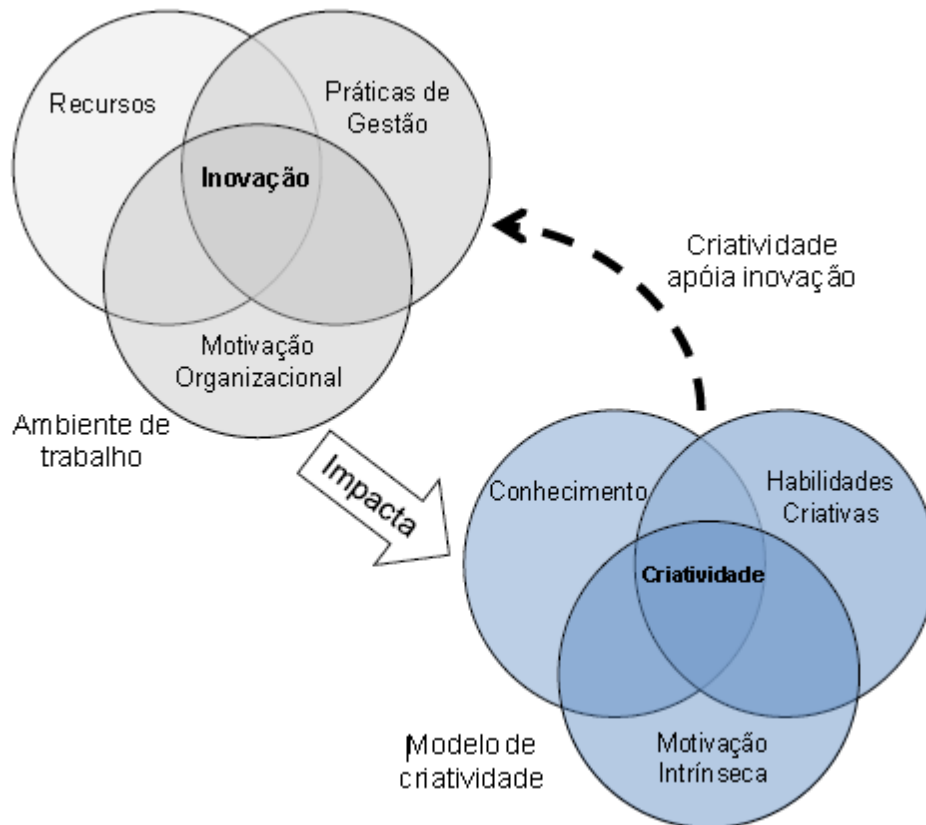 Recursos
Práticas de
Gestão
Inovação
Motivação
Organizacional
Ambiente de
trabalho
Criatividade
apóia inovação
Impacta
Conhecimento
Habilidades
Criativas
Criatividade
Motivação
Intrínseca
Modelo de
criatividade